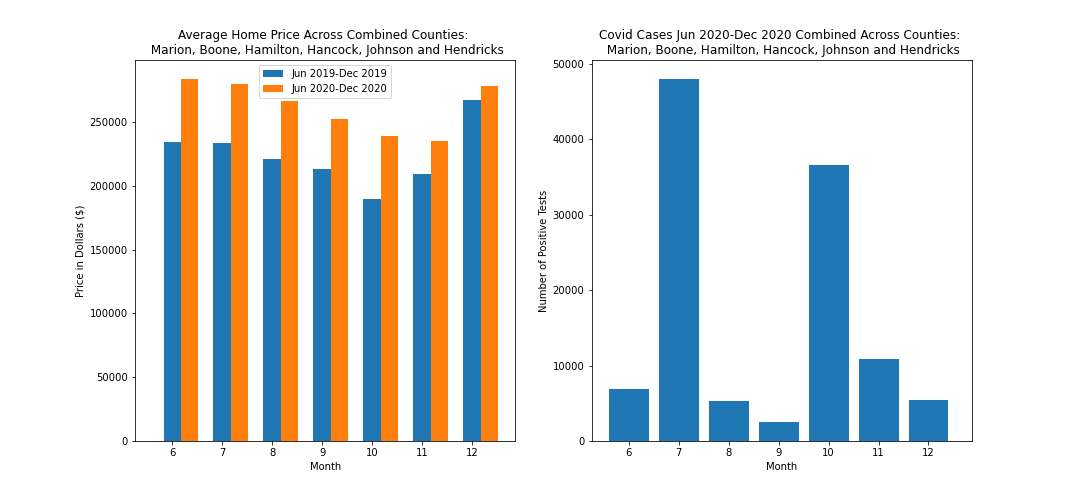 Average Home Price Across Combined Counties:
Marion, Boone, Hamilton, Hancock, Johnson and Hendricks
Jun 2019-Dec 2019
Jun 2020-Dec 2020
250000
200000
150000
100000
50000
0
Price in Dollars ($)
6 7 8 9 10 11 12
Month
Covid Cases Jun 2020-Dec 2020 Combined Across Counties:
Marion, Boone, Hamilton, Hancock, Johnson and Hendricks
50000
40000
30000
20000
10000
0
Number of Positive Tests
6 7 8 9 10 11 12
Month